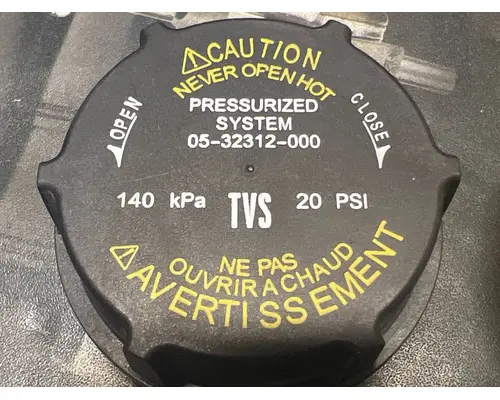 ⚠CAUTION
NEVER OPEN HOT
PRESSURIZED
SYSTEM
05-32312-000
OPEN
CLOSE
140 kPa TVS 20 PSI
NE PAS
OUVRIR A CHAUD
⚠AVERTISSEMENT